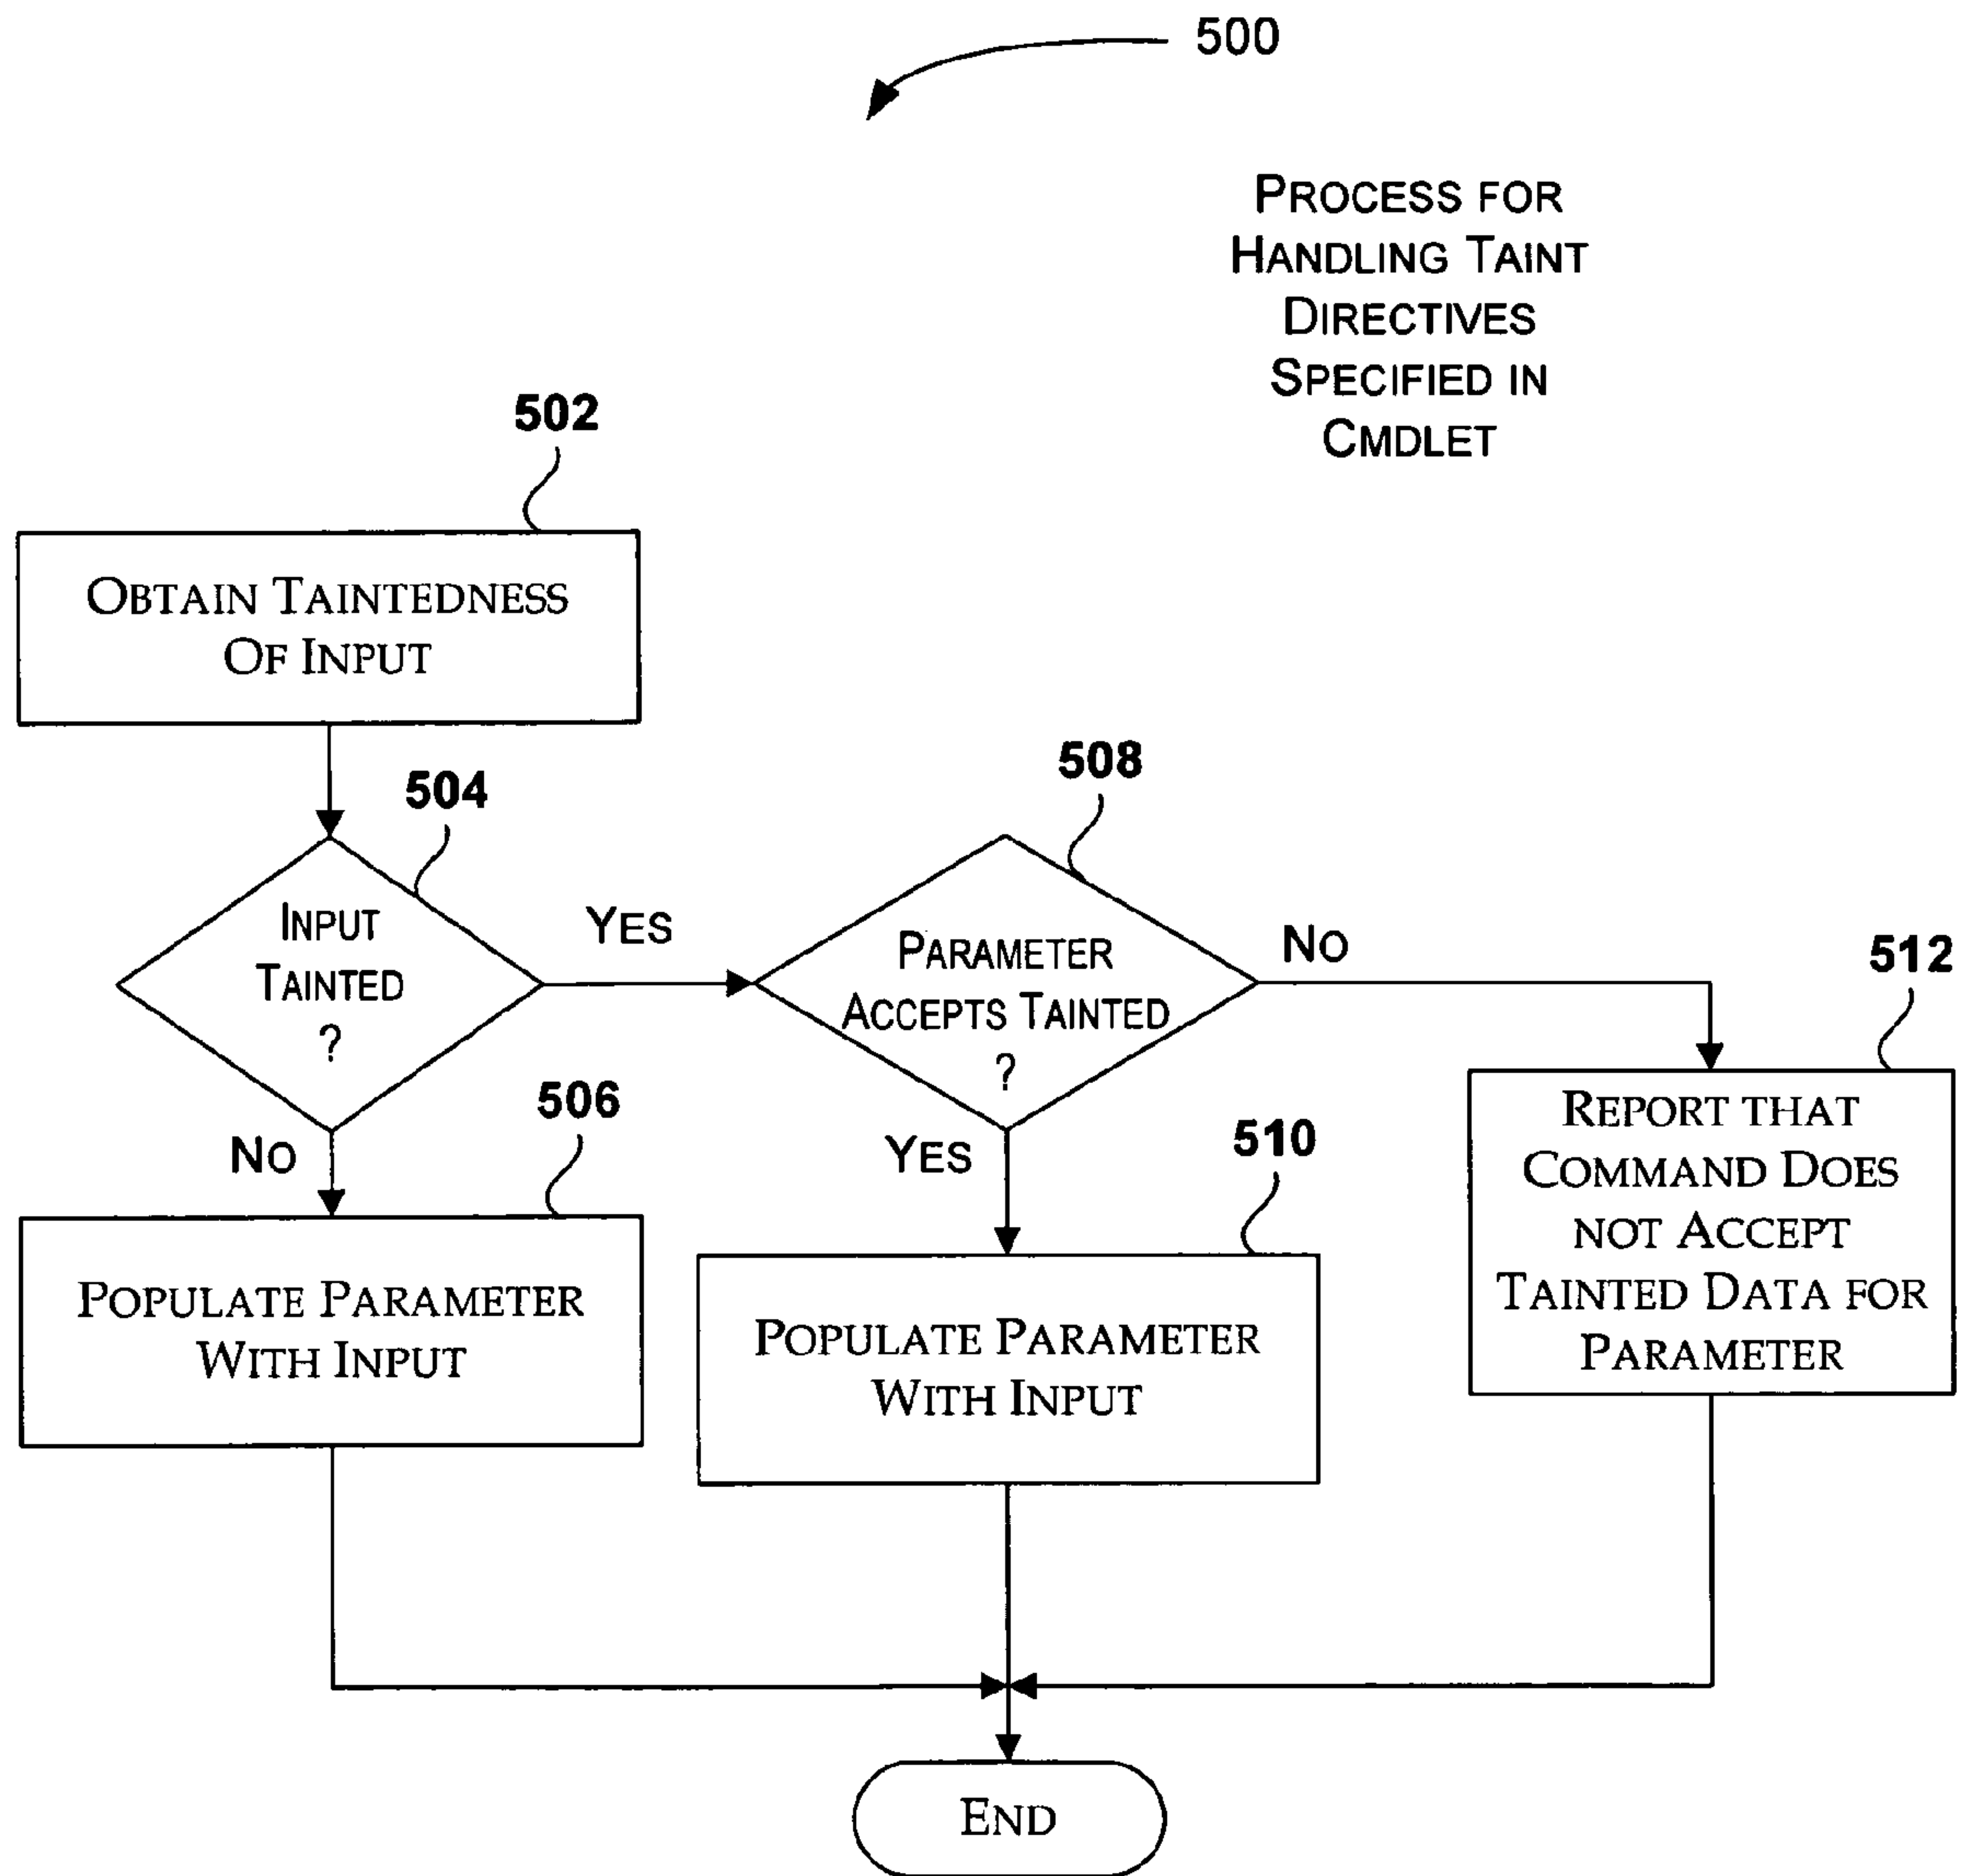 500
PROCESS FOR
HANDLING TAINT
DIRECTIVES
SPECIFIED IN
CMDLET
502
OBTAIN TAINTEDNESS
OF INPUT
504
INPUT
TAINTED
?
YES
NO
508
PARAMETER
ACCEPTS TAINTED
?
NO
YES
506
POPULATE PARAMETER
WITH INPUT
510
POPULATE PARAMETER
WITH INPUT
512
REPORT THAT
COMMAND DOES
NOT ACCEPT
TAINTED DATA FOR
PARAMETER
END